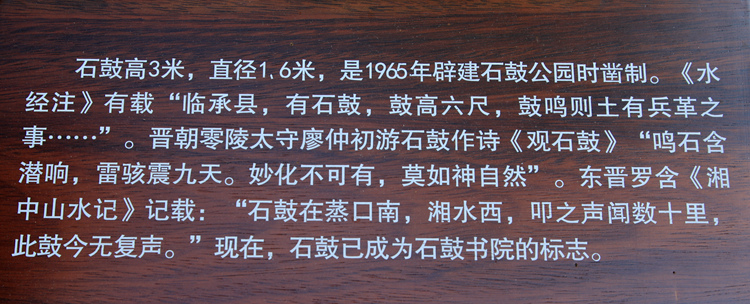 石鼓高3米，直径1.6米，是1965年辟建石鼓公园时凿制。《水
经注》有载“临承县，有石鼓，鼓高六尺，鼓鸣则土有兵革之
事……”。晋朝零陵太守廖仲初游石鼓作诗《观石鼓》“鸣石含
潜响，雷骇震九天。妙化不可有，莫如神自然”。东晋罗含《湘
中山水记》记载：“石鼓在蒸口南，湘水西，叩之声闻数十里，
此鼓今无复声。”现在，石鼓已成为石鼓书院的标志。